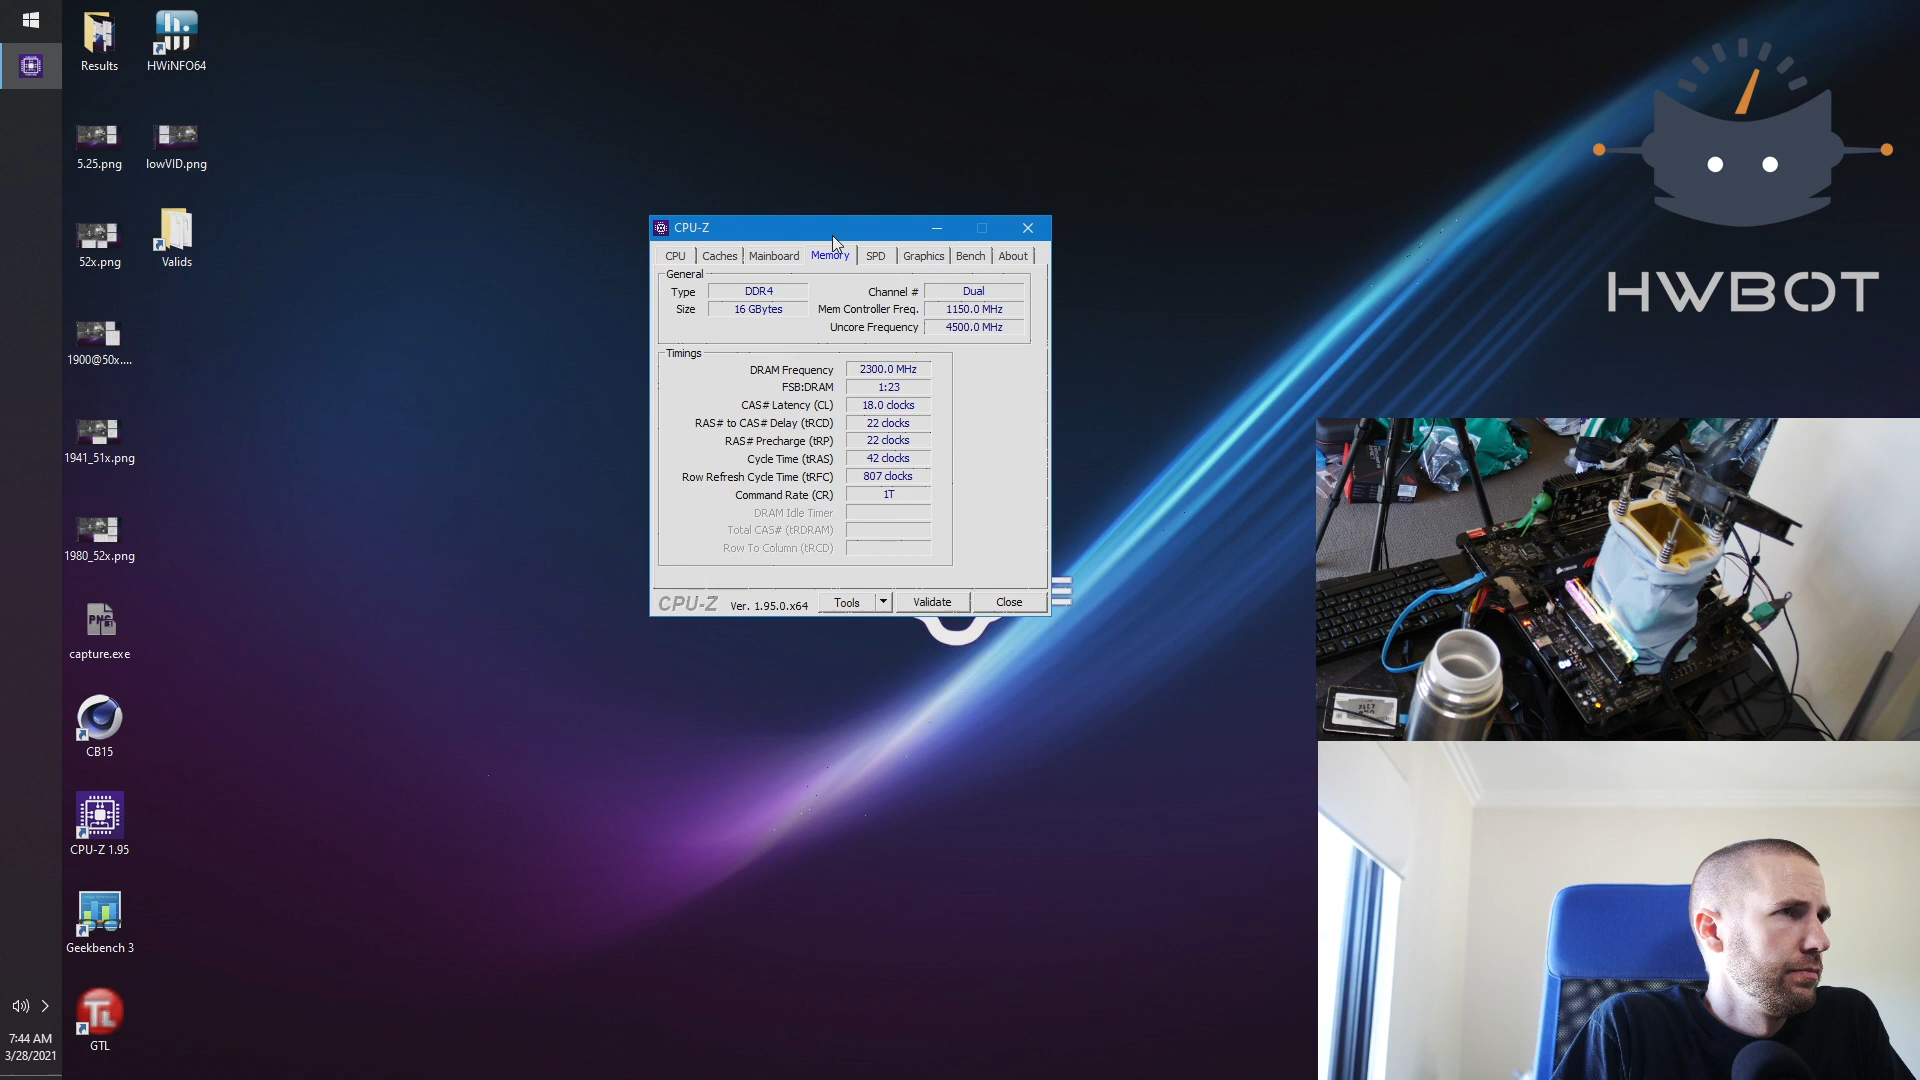 Results
HWiNFO64
5.25.png
lowVID.png
52x.png
Valids
1900@50x....
1941_51x.png
1980_52x.png
PNG
capture.exe
CB15
CPU-Z 1.95
Geekbench 3
TL
GTL
7:44 AM
3/28/2021
HWBOT
CPU-Z
CPU
Caches
Mainboard
Memory
SPD
Graphics
Bench
About
General
Type DDR4 Channel # Dual
Size 16 GBytes Mem Controller Freq. 1150.0 MHz
Uncore Frequency 4500.0 MHz
Timings
DRAM Frequency 2300.0 MHz
FSB:DRAM 1:23
CAS# Latency (CL) 18.0 clocks
RAS# to CAS# Delay (tRCD) 22 clocks
RAS# Precharge (tRP) 22 clocks
Cycle Time (tRAS) 42 clocks
Row Refresh Cycle Time (tRFC) 807 clocks
Command Rate (CR) 1T
DRAM Idle Timer
Total CAS# (tRDRAM)
Row To Column (tRCD)
CPU-Z Ver. 1.95.0.x64 Tools Validate Close